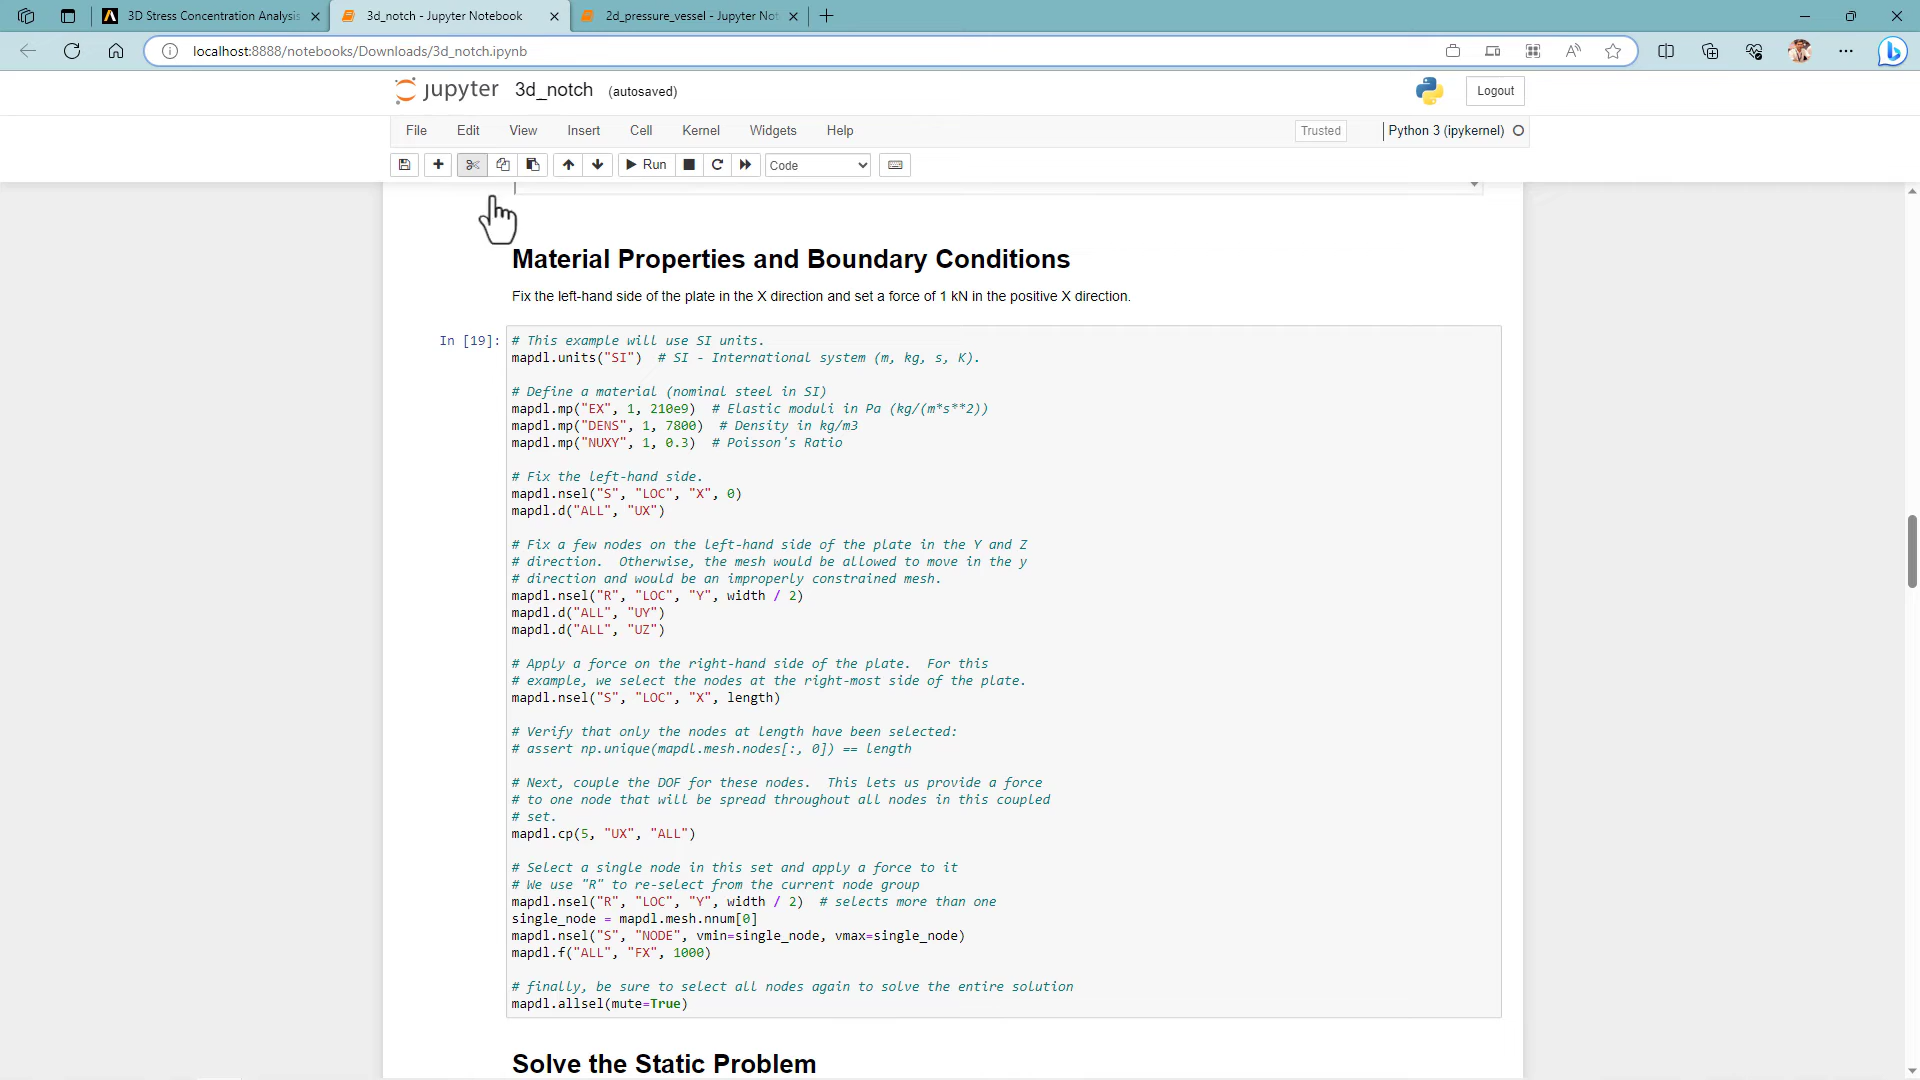 3D Stress Concentration Analysis
3d_notch - Jupyter Notebook
2d_pressure_vessel - Jupyter Not
localhost:8888/notebooks/Downloads/3d_notch.ipynb
jupyter 3d_notch (autosaved)
Logout
File Edit View Insert Cell Kernel Widgets Help
Trusted
Python 3 (ipykernel)
Run
Code
Material Properties and Boundary Conditions
Fix the left-hand side of the plate in the X direction and set a force of 1 kN in the positive X direction.
In [19]:
# This example will use SI units.
mapdl.units("SI")  # SI - International system (m, kg, s, K).
# Define a material (nominal steel in SI)
mapdl.mp("EX", 1, 210e9)  # Elastic moduli in Pa (kg/(m*s**2))
mapdl.mp("DENS", 1, 7800)  # Density in kg/m3
mapdl.mp("NUXY", 1, 0.3)  # Poisson's Ratio
# Fix the left-hand side.
mapdl.nsel("S", "LOC", "X", 0)
mapdl.d("ALL", "UX")
# Fix a few nodes on the left-hand side of the plate in the Y and Z
# direction.  Otherwise, the mesh would be allowed to move in the y
# direction and would be an improperly constrained mesh.
mapdl.nsel("R", "LOC", "Y", width / 2)
mapdl.d("ALL", "UY")
mapdl.d("ALL", "UZ")
# Apply a force on the right-hand side of the plate.  For this
# example, we select the nodes at the right-most side of the plate.
mapdl.nsel("S", "LOC", "X", length)
# Verify that only the nodes at length have been selected:
# assert np.unique(mapdl.mesh.nodes[:, 0]) == length
# Next, couple the DOF for these nodes.  This lets us provide a force
# to one node that will be spread throughout all nodes in this coupled
# set.
mapdl.cp(5, "UX", "ALL")
# Select a single node in this set and apply a force to it
# We use "R" to re-select from the current node group
mapdl.nsel("R", "LOC", "Y", width / 2)  # selects more than one
single_node = mapdl.mesh.nnum[0]
mapdl.nsel("S", "NODE", vmin=single_node, vmax=single_node)
mapdl.f("ALL", "FX", 1000)
# finally, be sure to select all nodes again to solve the entire solution
mapdl.allsel(mute=True)
Solve the Static Problem